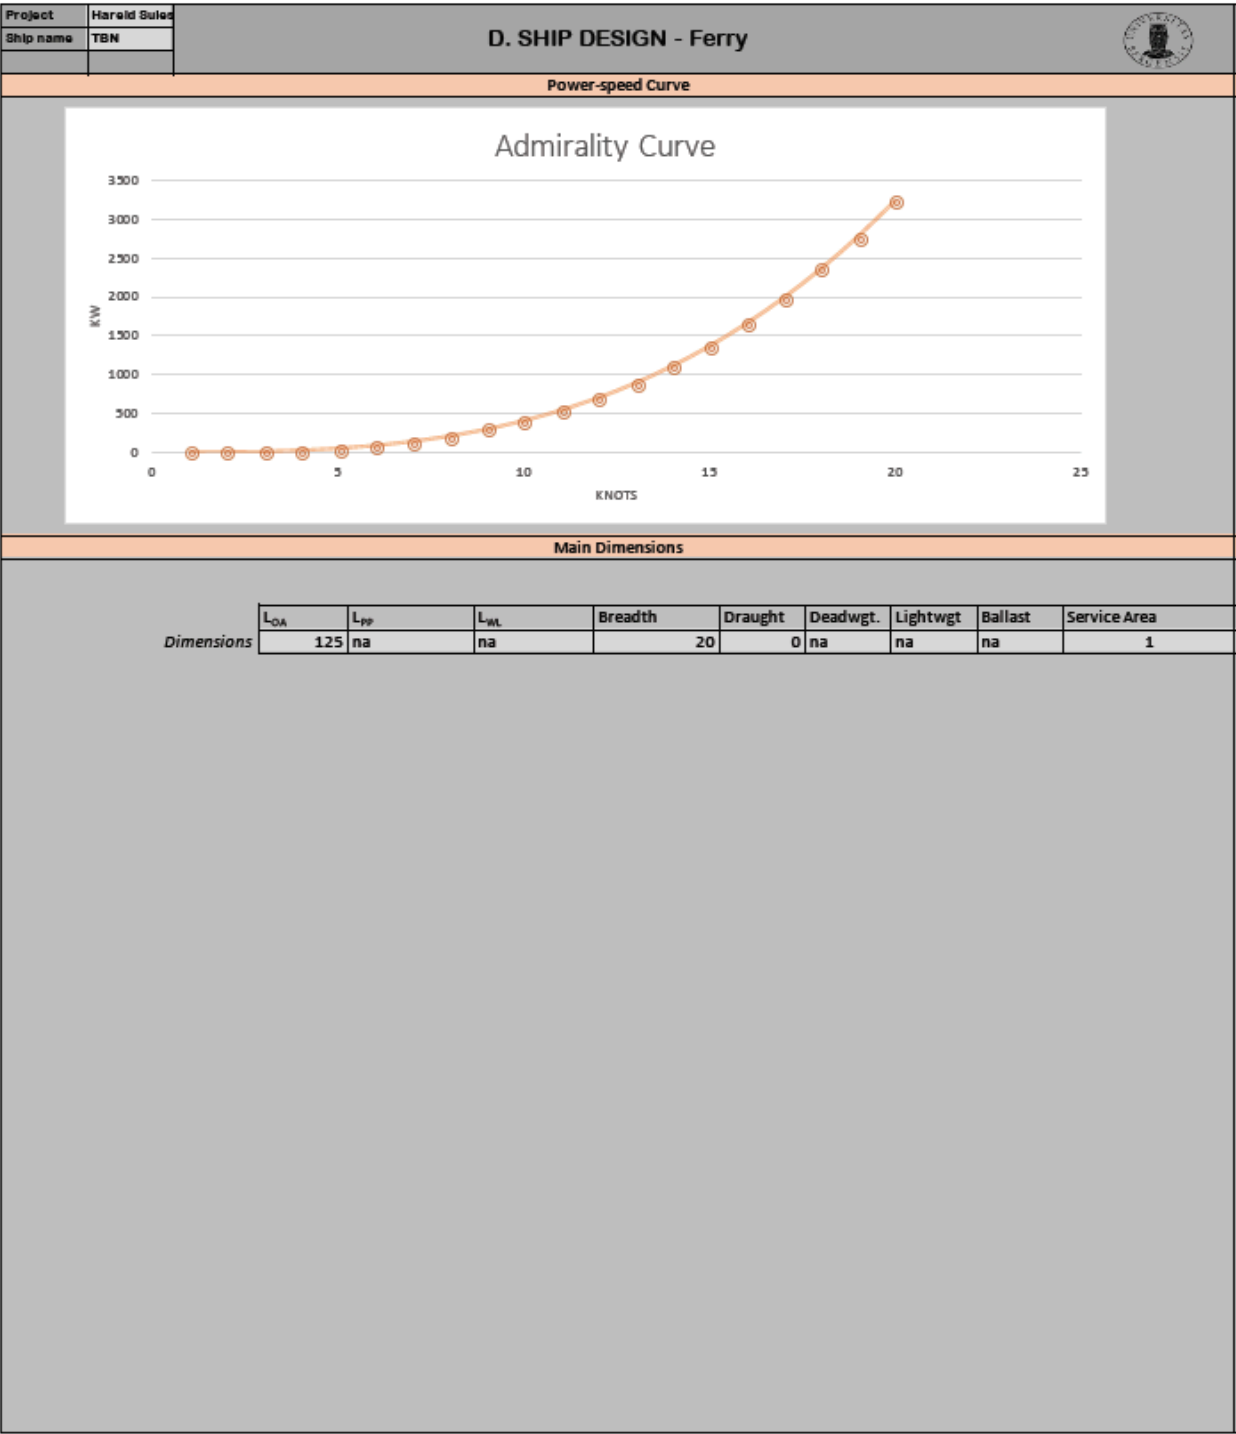 Project Harald Sules
Ship name TBN
D. SHIP DESIGN - Ferry
Power-speed Curve
Admirality Curve
3500
3000
2500
2000
1500
1000
500
0
KW
0 5 10 15 20 25
KNOTS
Main Dimensions
LOA LPP LWL Breadth Draught Deadwgt. Lightwgt Ballast Service Area
Dimensions 125 na na 20 0 na na na 1